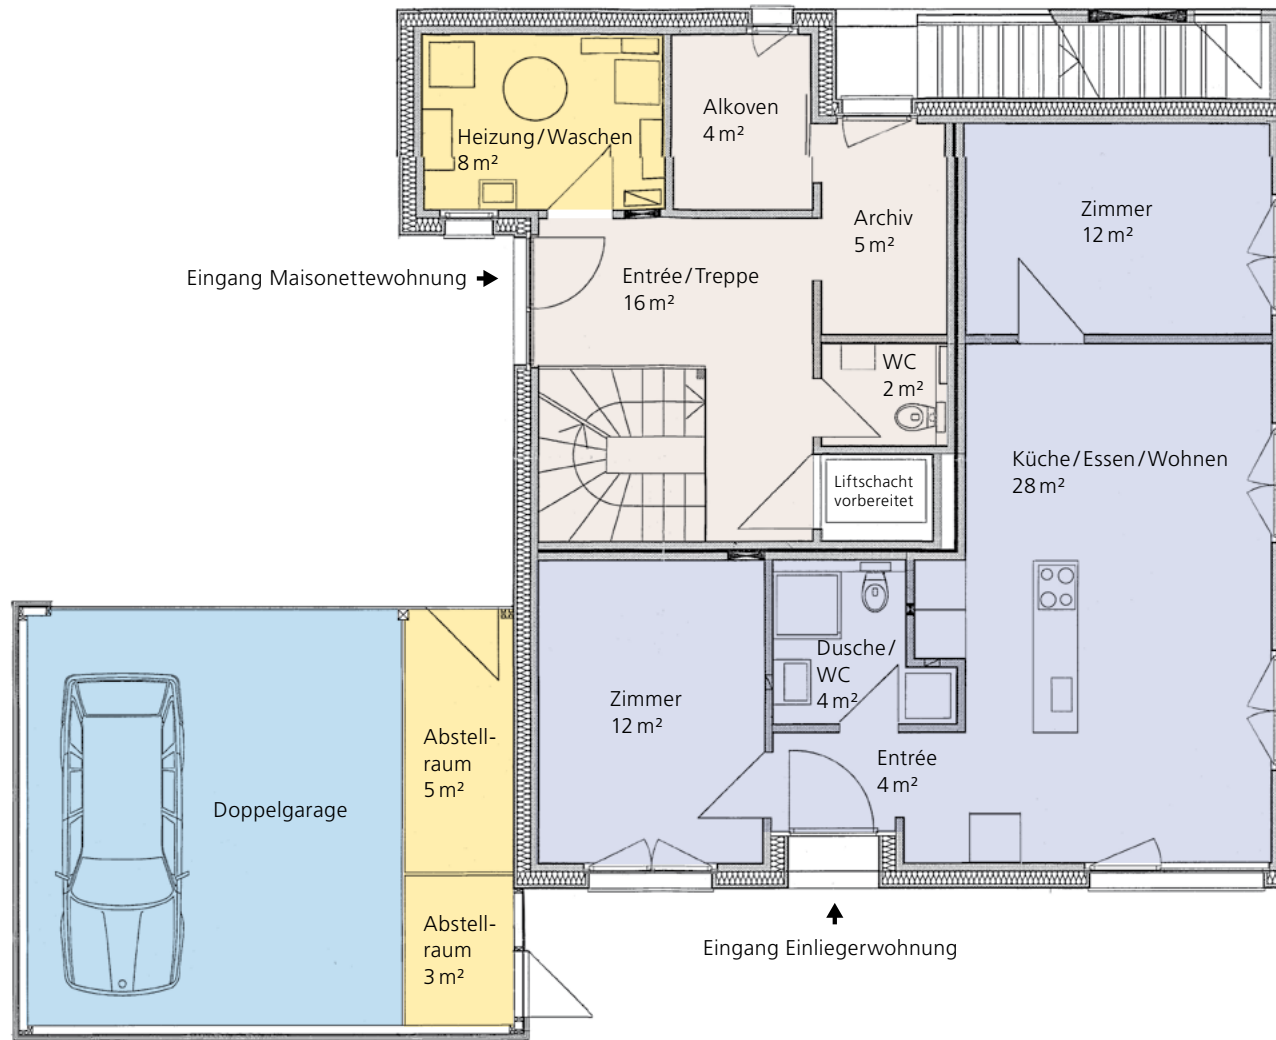 Heizung/Waschen
8 m²
Alkoven
4 m²
Archiv
5 m²
Zimmer
12 m²
Eingang Maisonettewohnung
Entrée/Treppe
16 m²
WC
2 m²
Küche/Essen/Wohnen
28 m²
Liftschacht
vorbereitet
Dusche/
WC
4 m²
Zimmer
12 m²
Entrée
4 m²
Abstell-
raum
5 m²
Doppelgarage
Abstell-
raum
3 m²
Eingang Einliegerwohnung